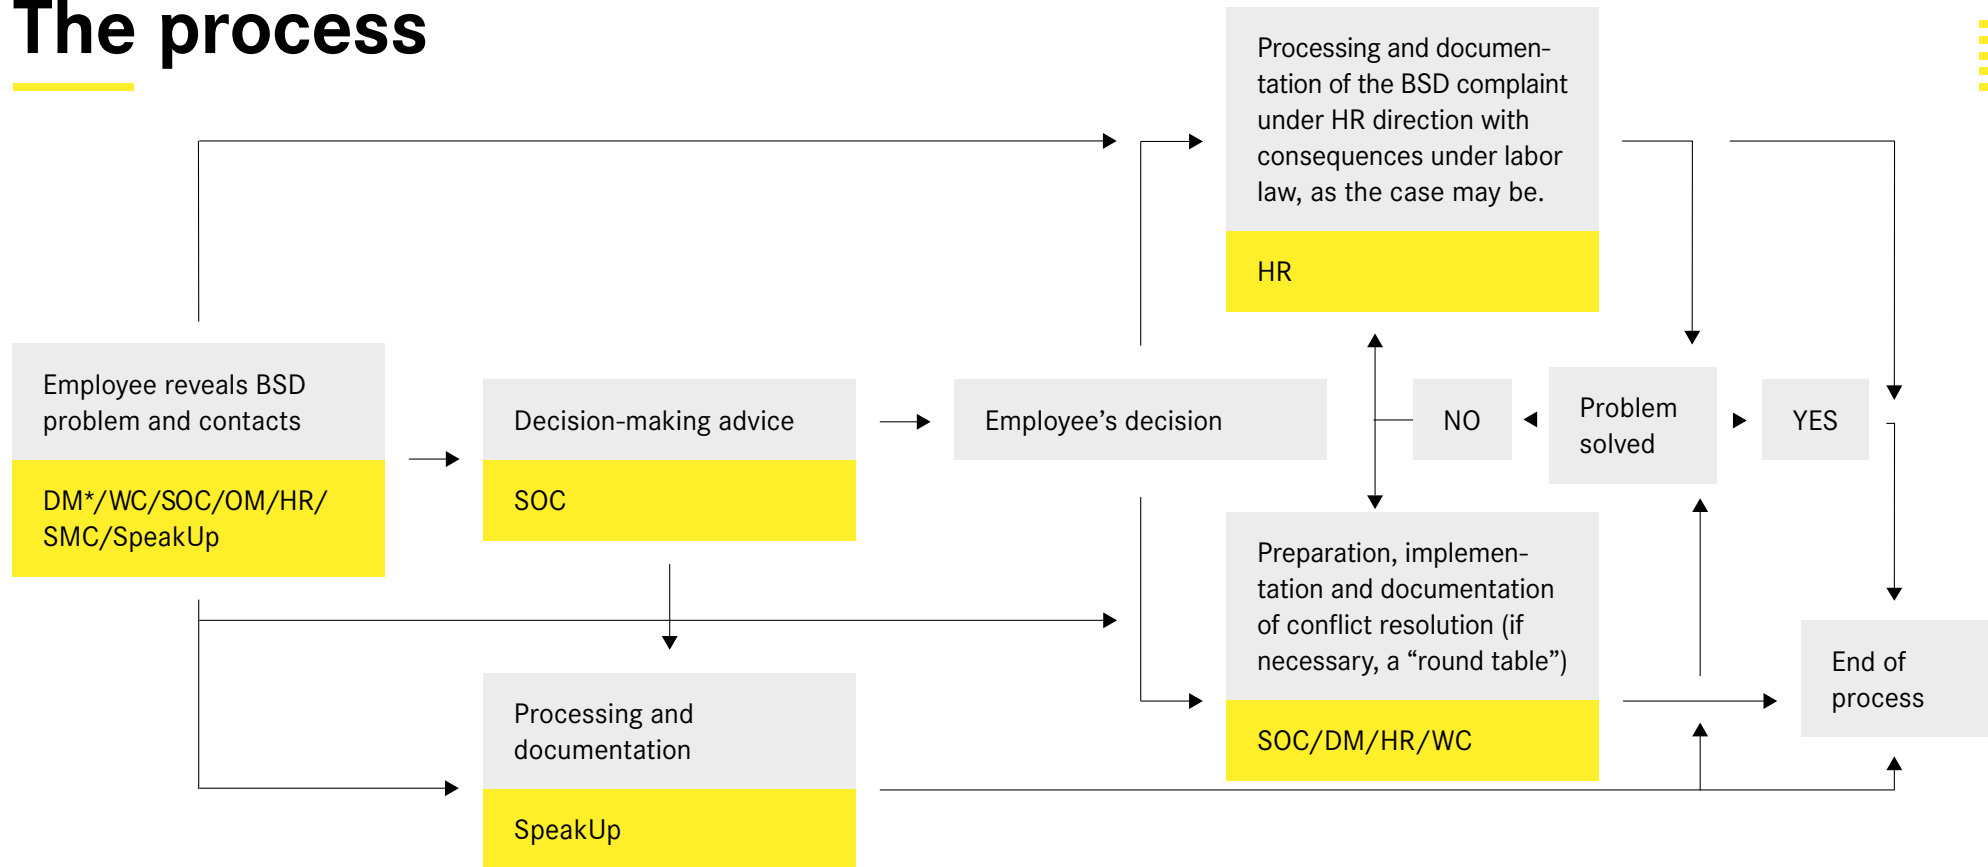 The process
Processing and documen-
tation of the BSD complaint
under HR direction with
consequences under labor
law, as the case may be.
HR
Employee reveals BSD
problem and contacts
DM*/WC/SOC/OM/HR/
SMC/SpeakUp
Decision-making advice
SOC
Employee’s decision
NO
Problem
solved
YES
Preparation, implemen-
tation and documentation
of conflict resolution (if
necessary, a “round table”)
SOC/DM/HR/WC
Processing and
documentation
SpeakUp
End of
process